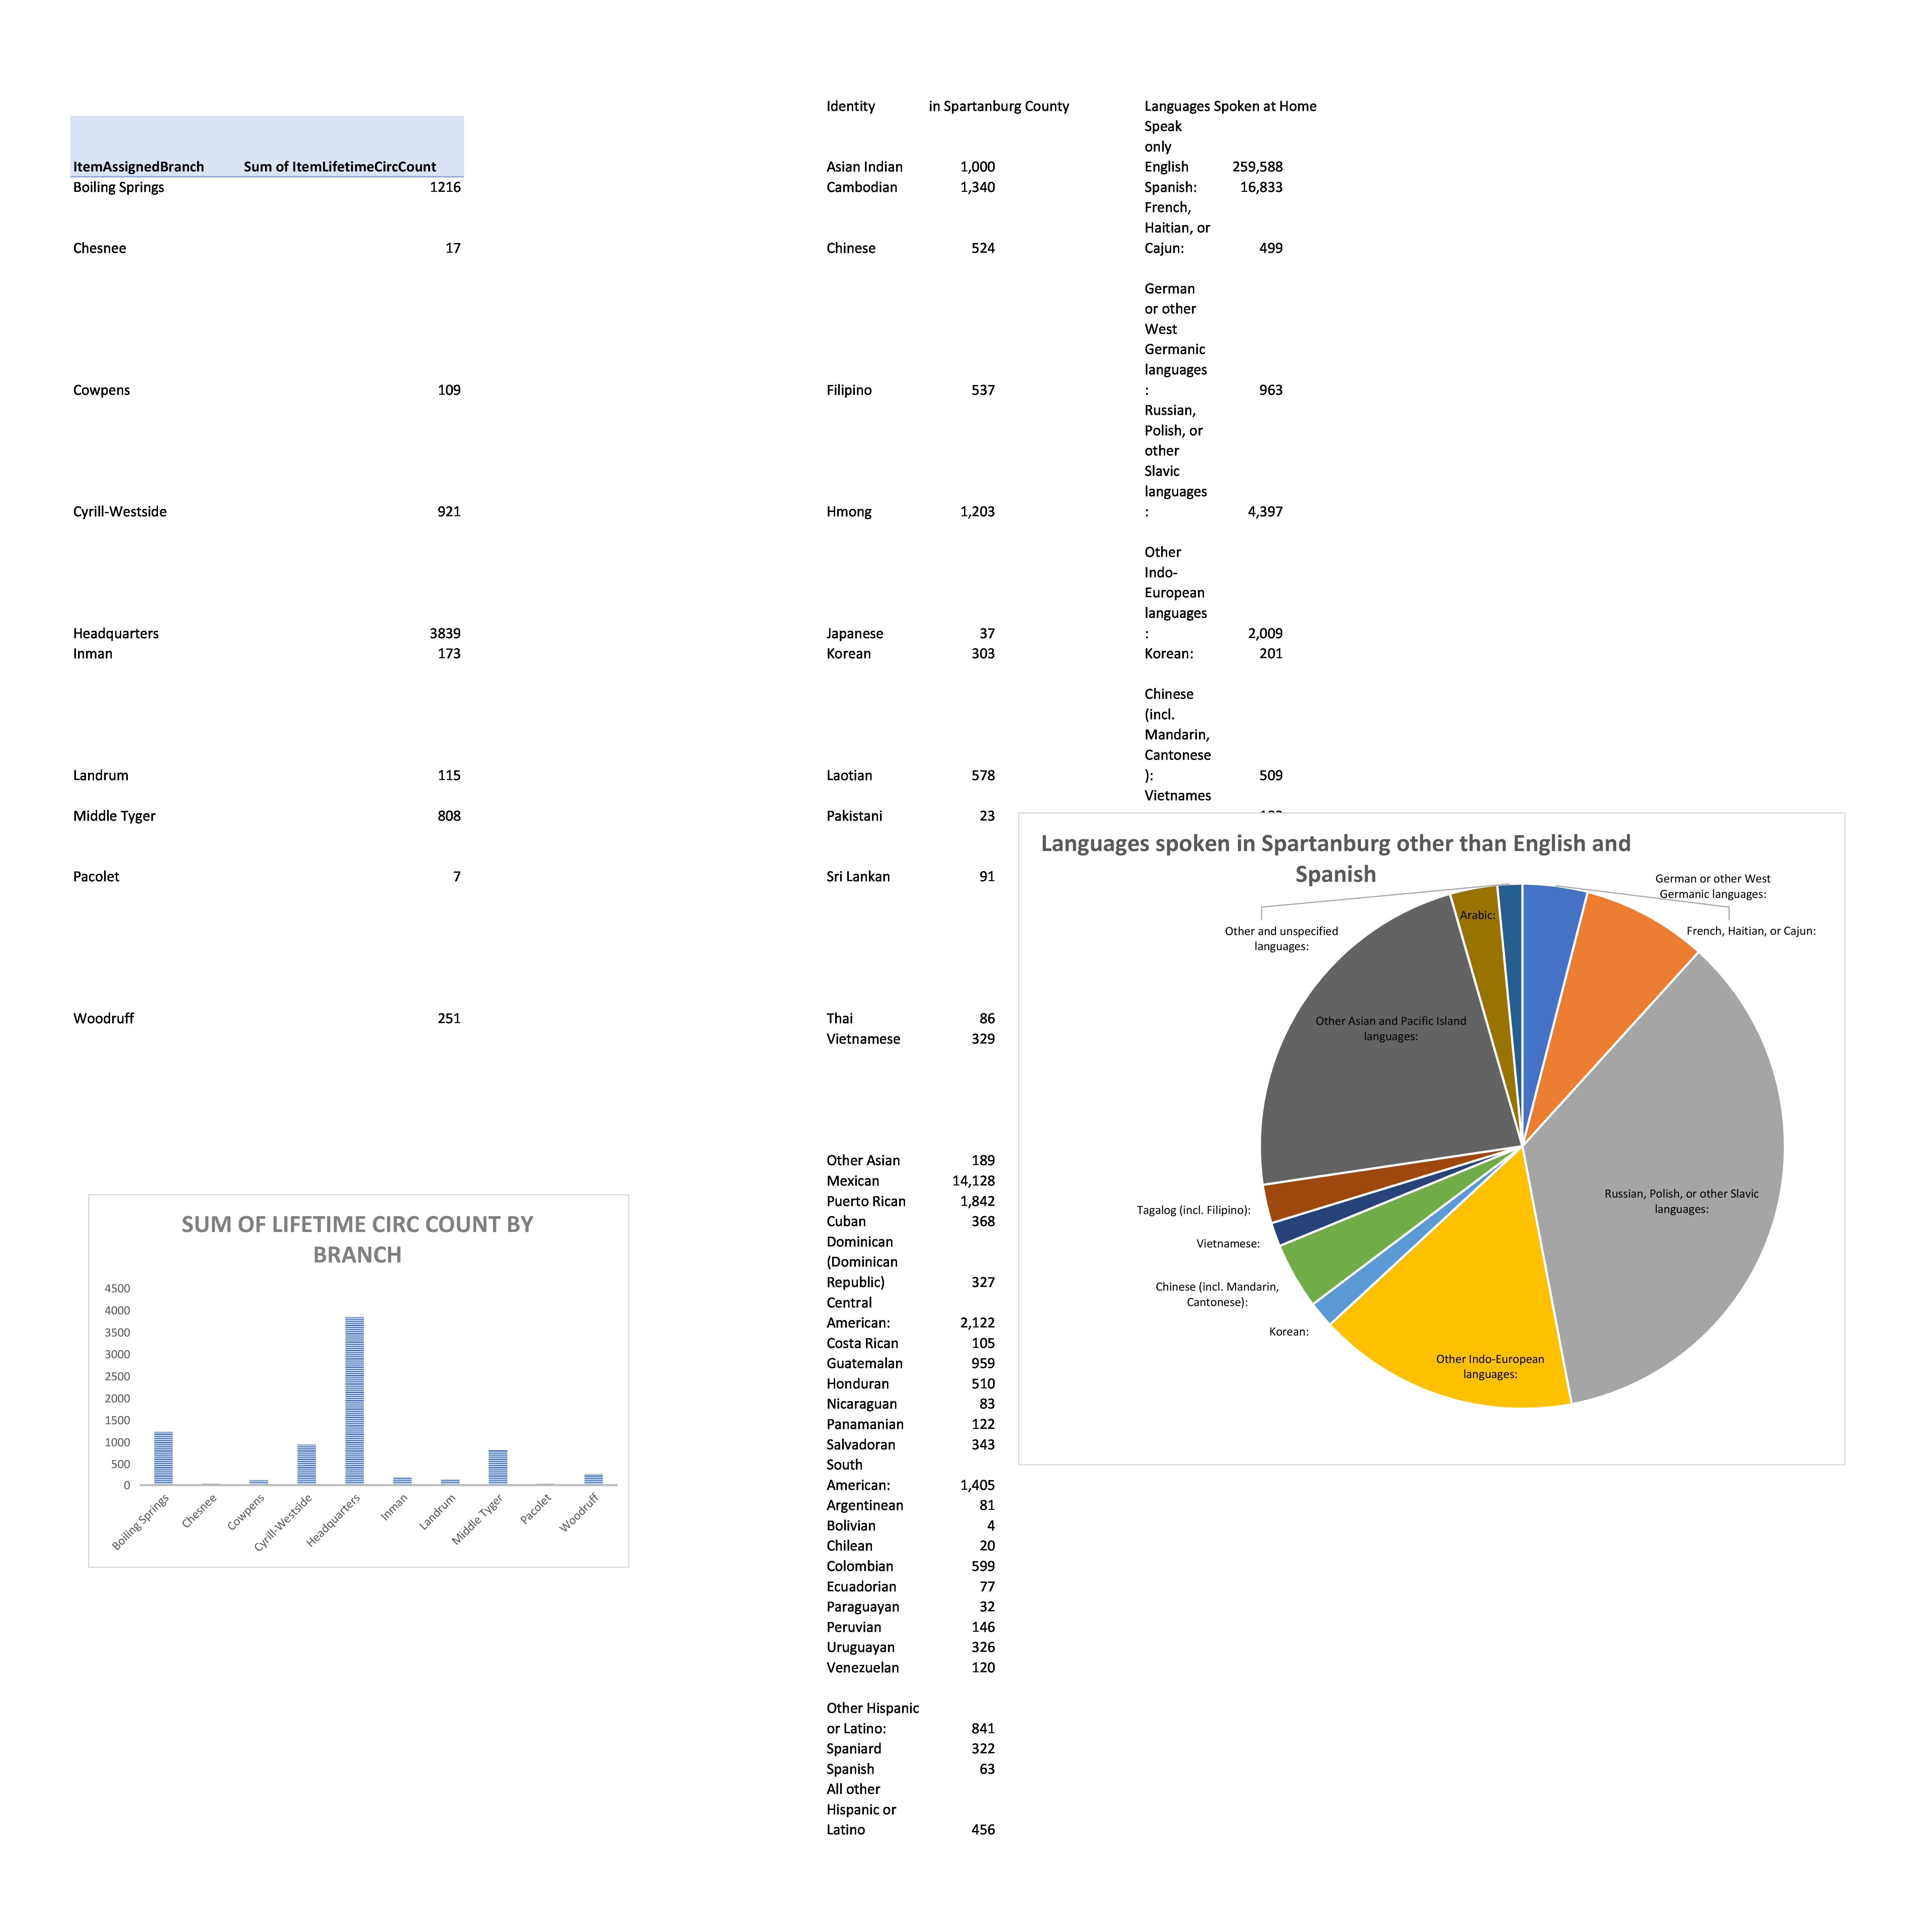 Identity in Spartanburg County Languages Spoken at Home
ItemAssignedBranch Sum of ItemLifetimeCircCount Asian Indian 1,000 Speak only English 259,588
Boiling Springs 1216 Cambodian 1,340 Spanish: 16,833
Chesnee 17 Chinese 524 French, Haitian, or Cajun: 499
Cowpens 109 Filipino 537 German or other West Germanic languages : 963
Cyrill-Westside 921 Hmong 1,203 Russian, Polish, or other Slavic languages : 4,397
Headquarters 3839 Japanese 37 Other Indo-European languages : 2,009
Inman 173 Korean 303 Korean: 201
Landrum 115 Laotian 578 Chinese (incl. Mandarin, Cantonese ): 509
Middle Tyger 808 Pakistani 23 Vietnames
Pacolet 7 Sri Lankan 91
Woodruff 251 Thai 86
Vietnamese 329
Other Asian 189
Mexican 14,128
Puerto Rican 1,842
Cuban 368
Dominican
(Dominican
Republic) 327
Central
American: 2,122
Costa Rican 105
Guatemalan 959
Honduran 510
Nicaraguan 83
Panamanian 122
Salvadoran 343
South
American: 1,405
Argentinean 81
Bolivian 4
Chilean 20
Colombian 599
Ecuadorian 77
Paraguayan 32
Peruvian 146
Uruguayan 326
Venezuelan 120
Other Hispanic
or Latino: 841
Spaniard 322
Spanish 63
All other
Hispanic or
Latino 456
Languages spoken in Spartanburg other than English and
Spanish
German or other West
Germanic languages:
French, Haitian, or Cajun:
Arabic:
Other and unspecified
languages:
Other Asian and Pacific Island
languages:
Russian, Polish, or other Slavic
languages:
Tagalog (incl. Filipino):
Vietnamese:
Chinese (incl. Mandarin,
Cantonese):
Korean:
Other Indo-European
languages:
SUM OF LIFETIME CIRC COUNT BY
BRANCH
4500
4000
3500
3000
2500
2000
1500
1000
500
0
Boiling Springs
Chesnee
Cowpens
Cyrill-Westside
Headquarters
Inman
Landrum
Middle Tyger
Pacolet
Woodruff